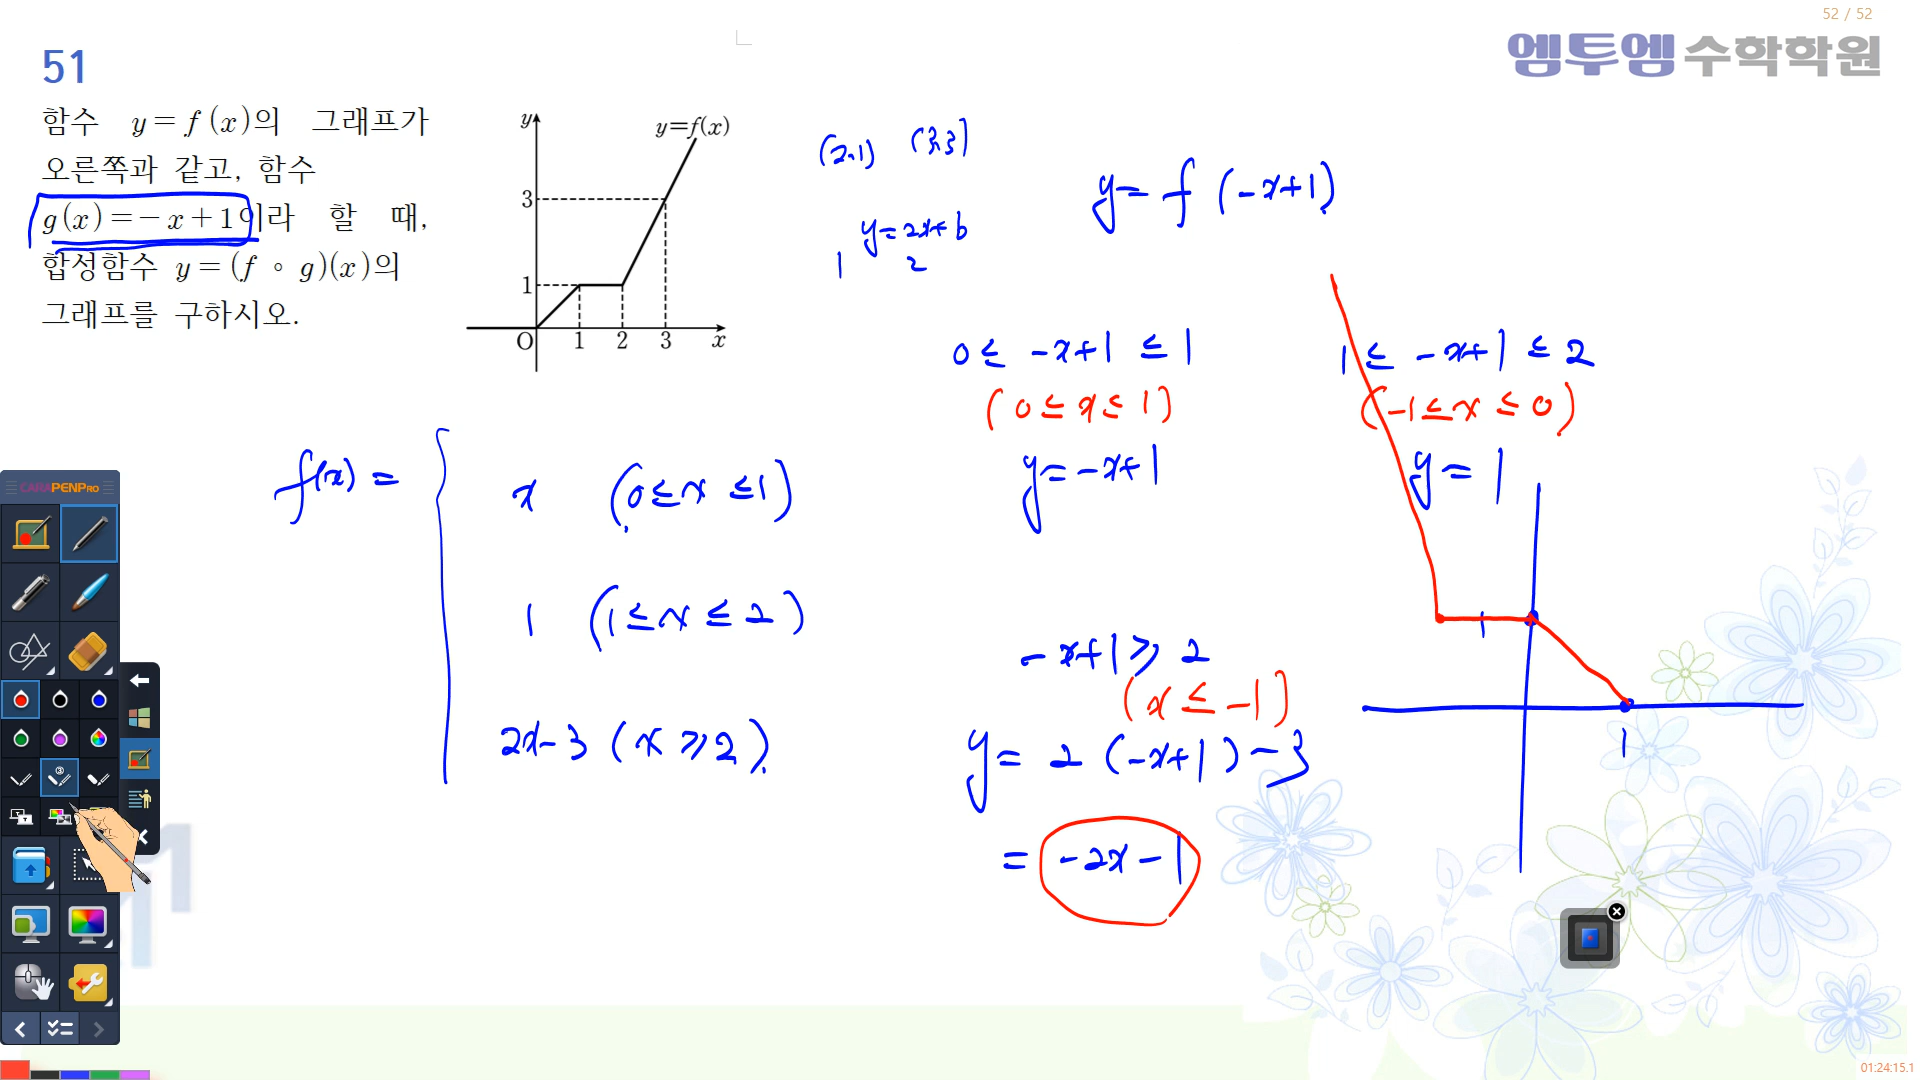 52 / 52
엠투엠 수학학원
51
함수 y=f(x)의 그래프가
오른쪽과 같고, 함수
g(x)=-x+1이라 할 때,
합성함수 y=(f∘g)(x)의
그래프를 구하시오.
y
y=f(x)
3
1
O 1 2 3 x
(2,1) (3,3)
y=2x+b
1 2
y=f(-x+1)
0≤ -x+1 ≤1
(0≤x≤1)
y=-x+1
1≤ -x+1 ≤2
(-1≤x≤0)
y=1
f(x)=
x (0≤x≤1)
1 (1≤x≤2)
2x-3 (x≥2)
-x+1≥2
(x≤-1)
y=2(-x+1)-3
= -2x-1
1
1
CARAPENPRO
01:24:15.1